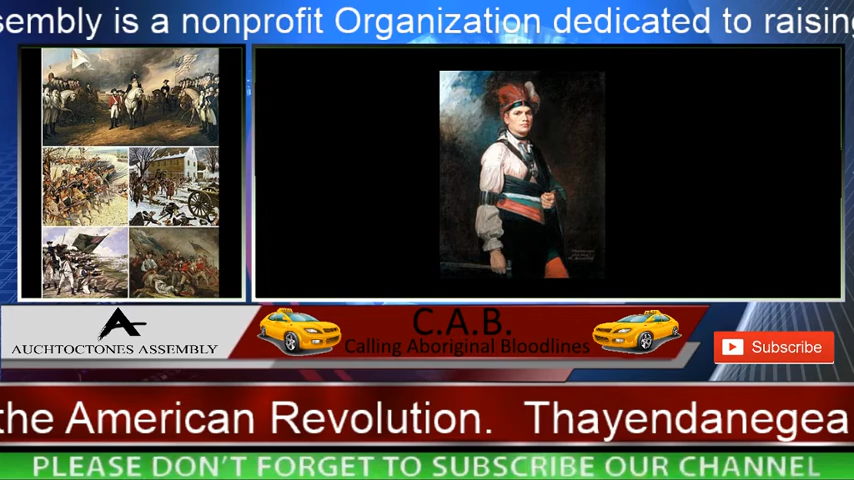 sembly is a nonprofit Organization dedicated to raising
C.A.B.
Calling Aboriginal Bloodlines
AUCHTOCTONES ASSEMBLY
Subscribe
the American Revolution. Thayendanegea
PLEASE DON'T FORGET TO SUBSCRIBE OUR CHANNEL